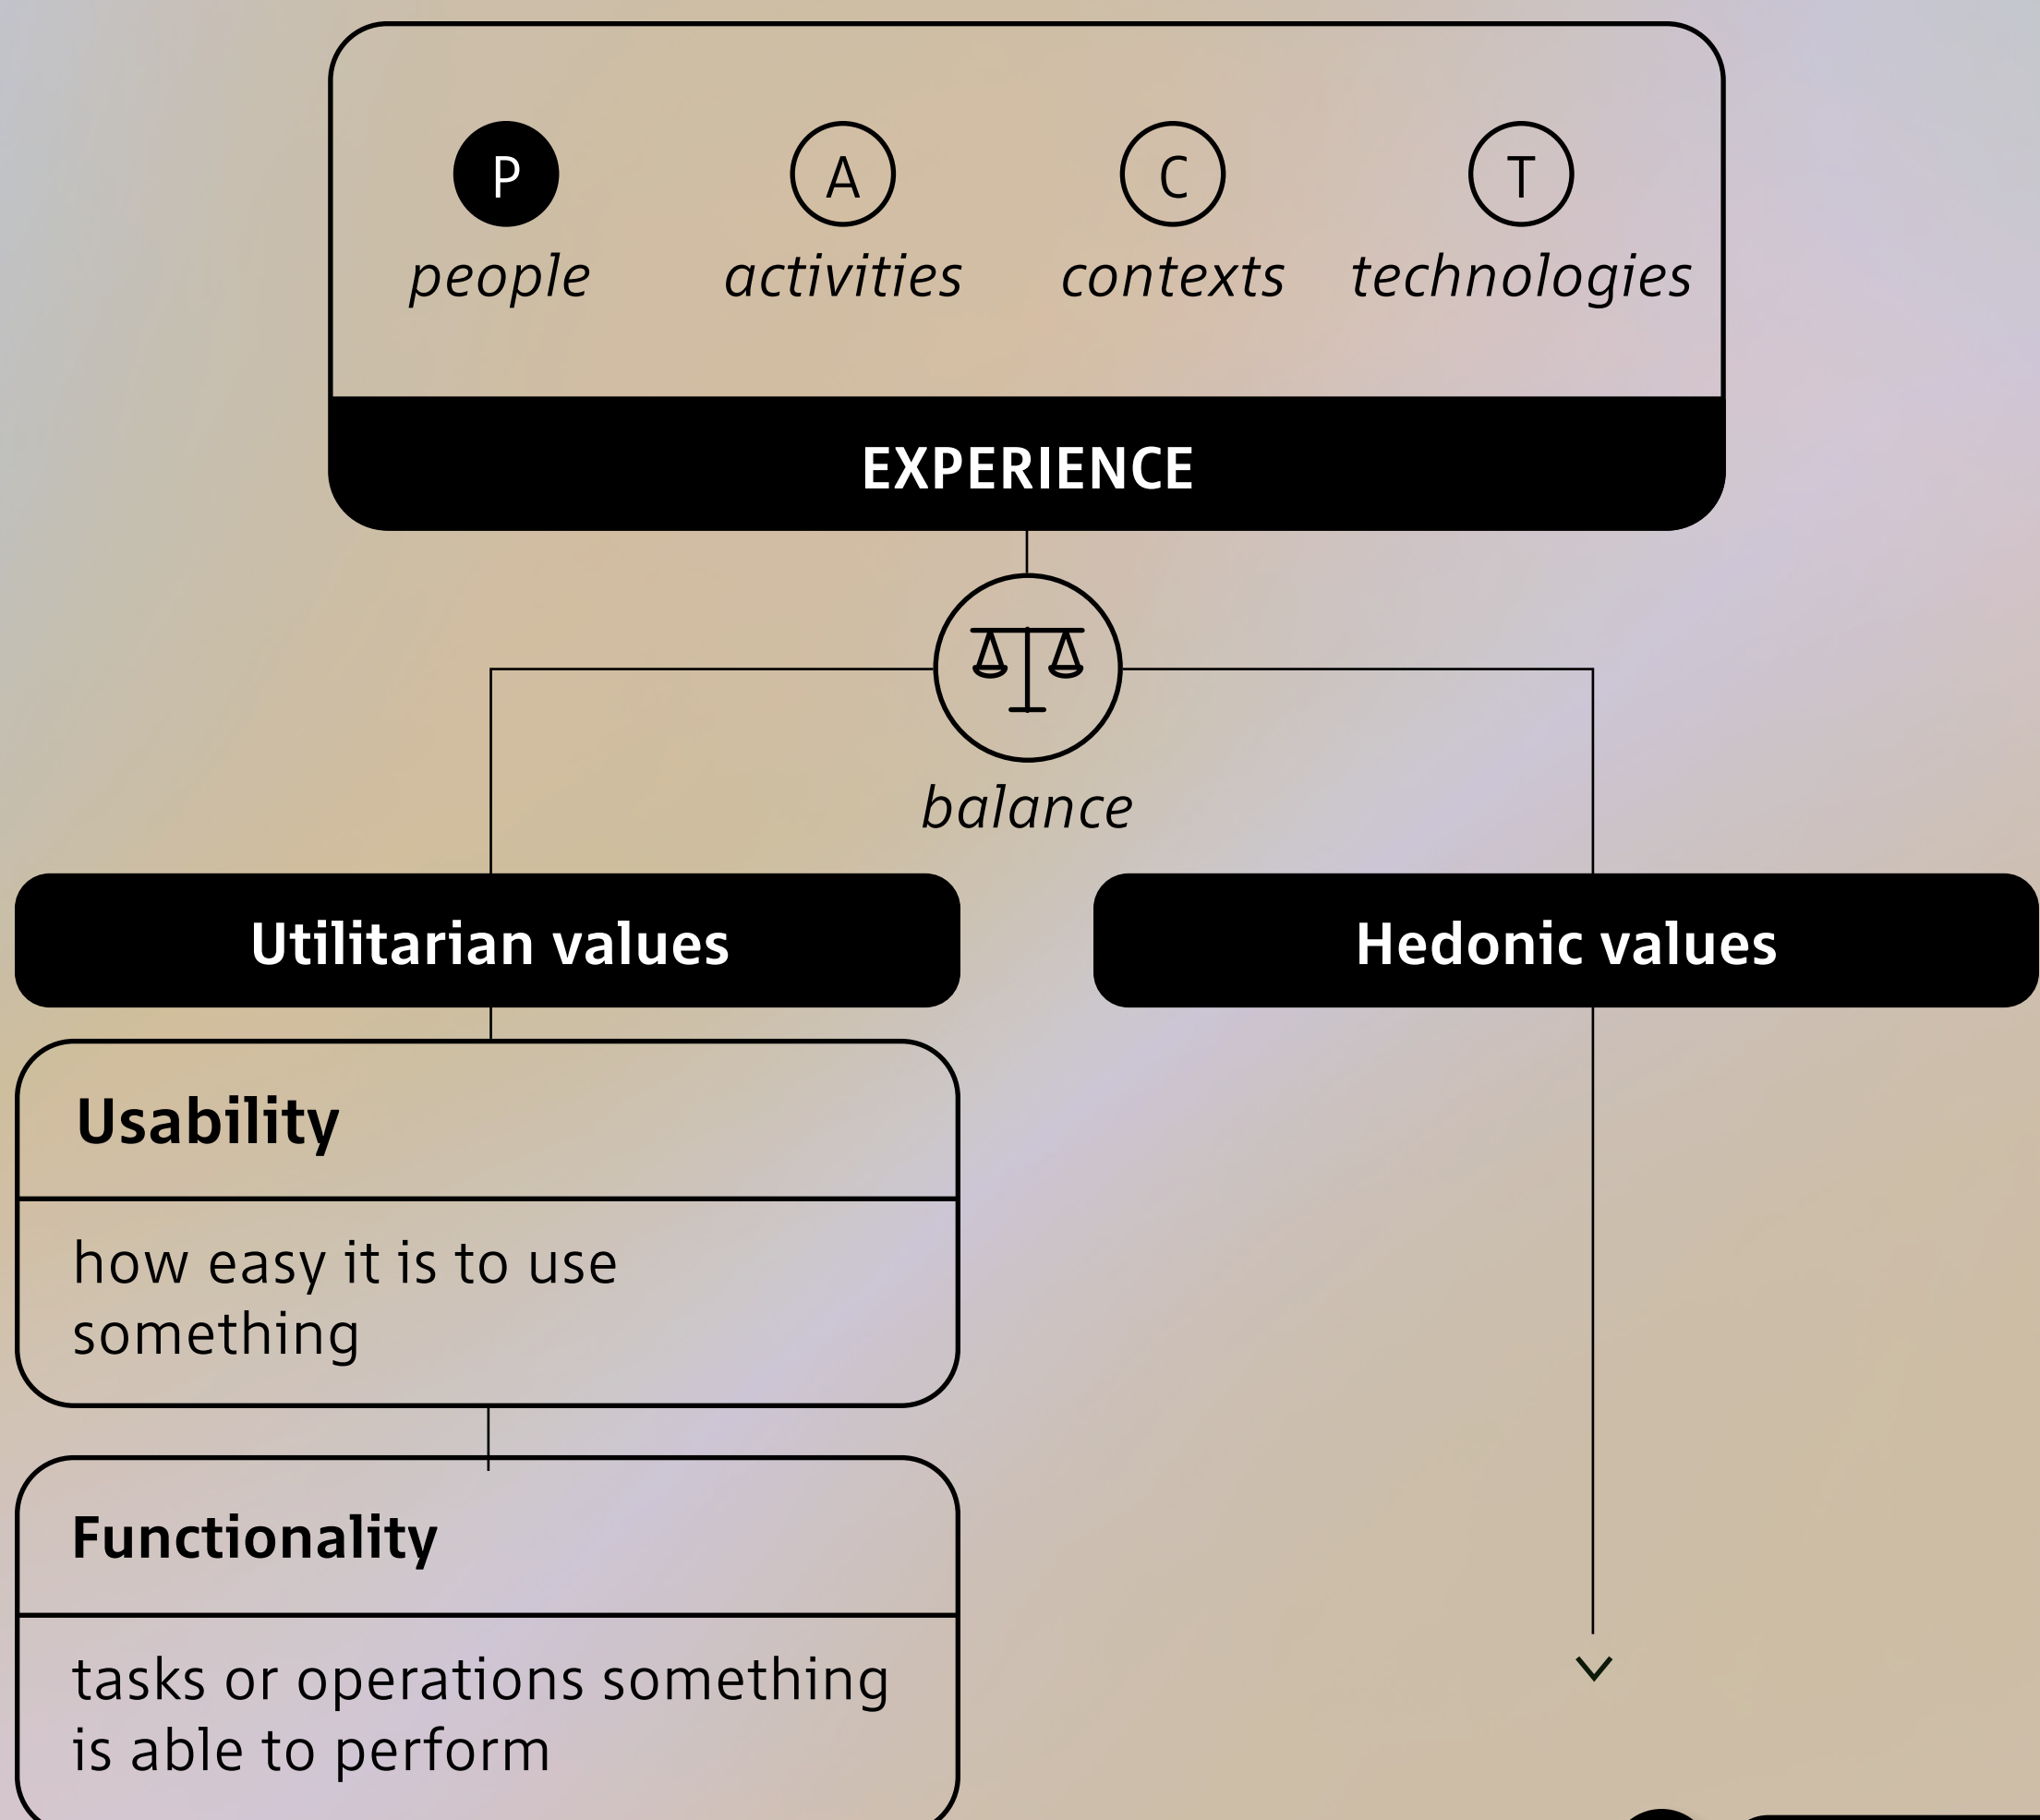 P A C T
people activities contexts technologies
EXPERIENCE
balance
Utilitarian values
Hedonic values
Usability
how easy it is to use
something
Functionality
tasks or operations something
is able to perform